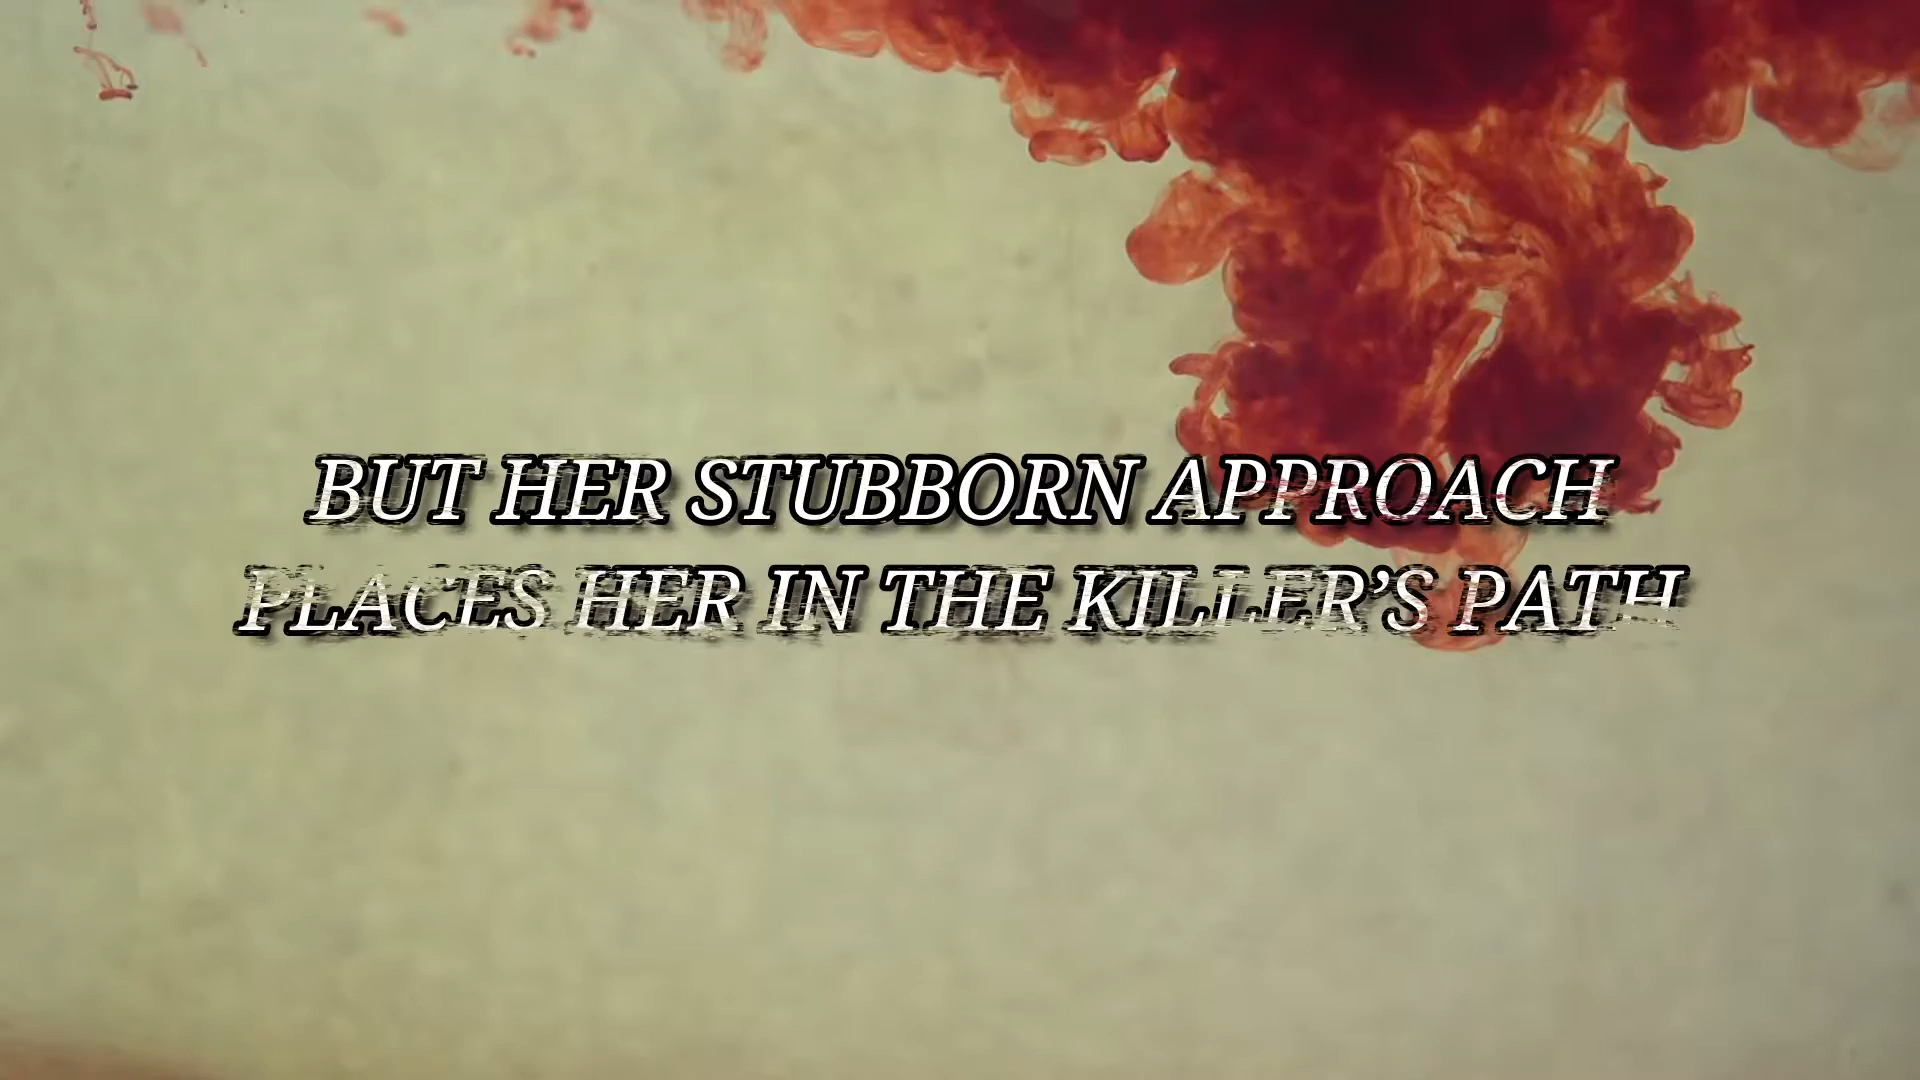 BUT HER STUBBORN APPROACH
PLACES HER IN THE KILLER’S PATH